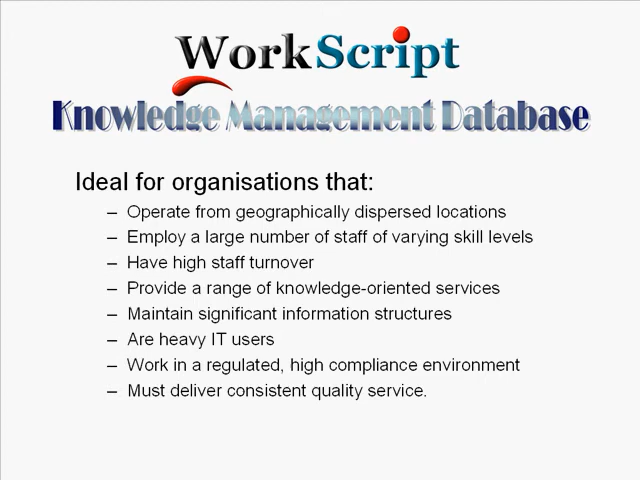 WorkScript
Knowledge Management Database
Ideal for organisations that:
– Operate from geographically dispersed locations
– Employ a large number of staff of varying skill levels
– Have high staff turnover
– Provide a range of knowledge-oriented services
– Maintain significant information structures
– Are heavy IT users
– Work in a regulated, high compliance environment
– Must deliver consistent quality service.